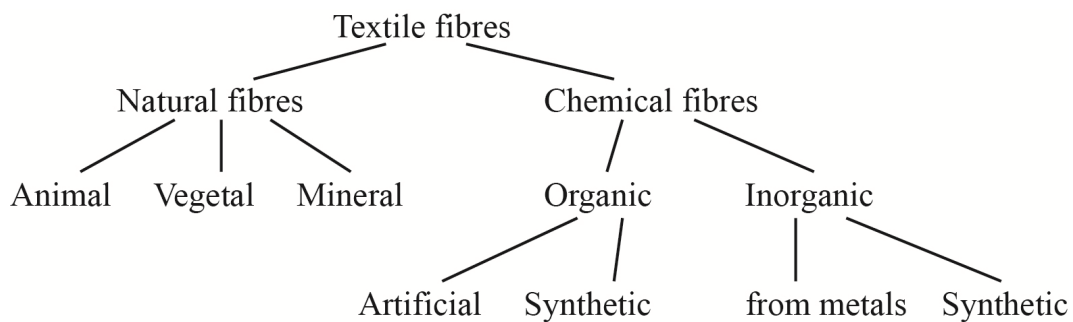 Textile fibres
Natural fibres Chemical fibres
Animal Vegetal Mineral Organic Inorganic
Artificial Synthetic from metals Synthetic